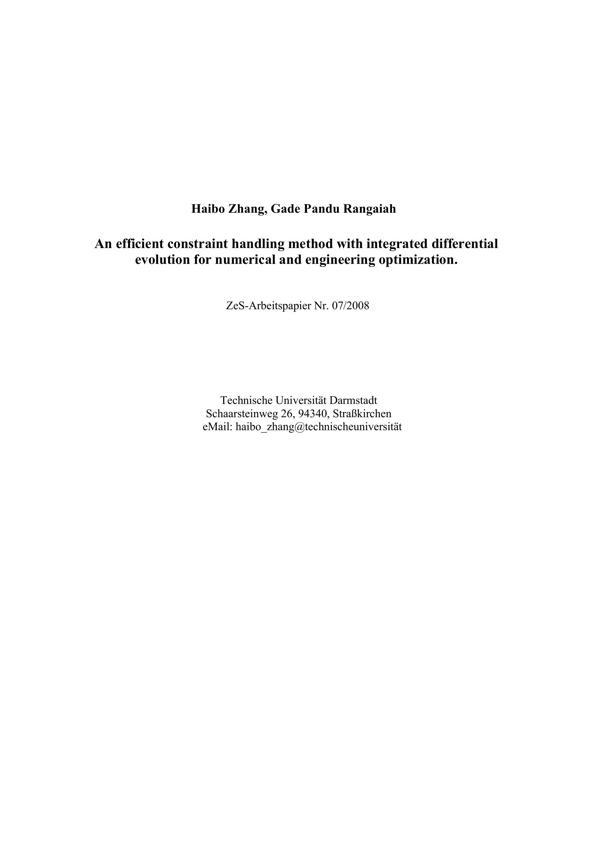 Haibo Zhang, Gade Pandu Rangaiah
An efficient constraint handling method with integrated differential
evolution for numerical and engineering optimization.
ZeS-Arbeitspapier Nr. 07/2008
Technische Universität Darmstadt
Schaarsteinweg 26, 94340, Straßkirchen
eMail: haibo_zhang@technischeuniversität